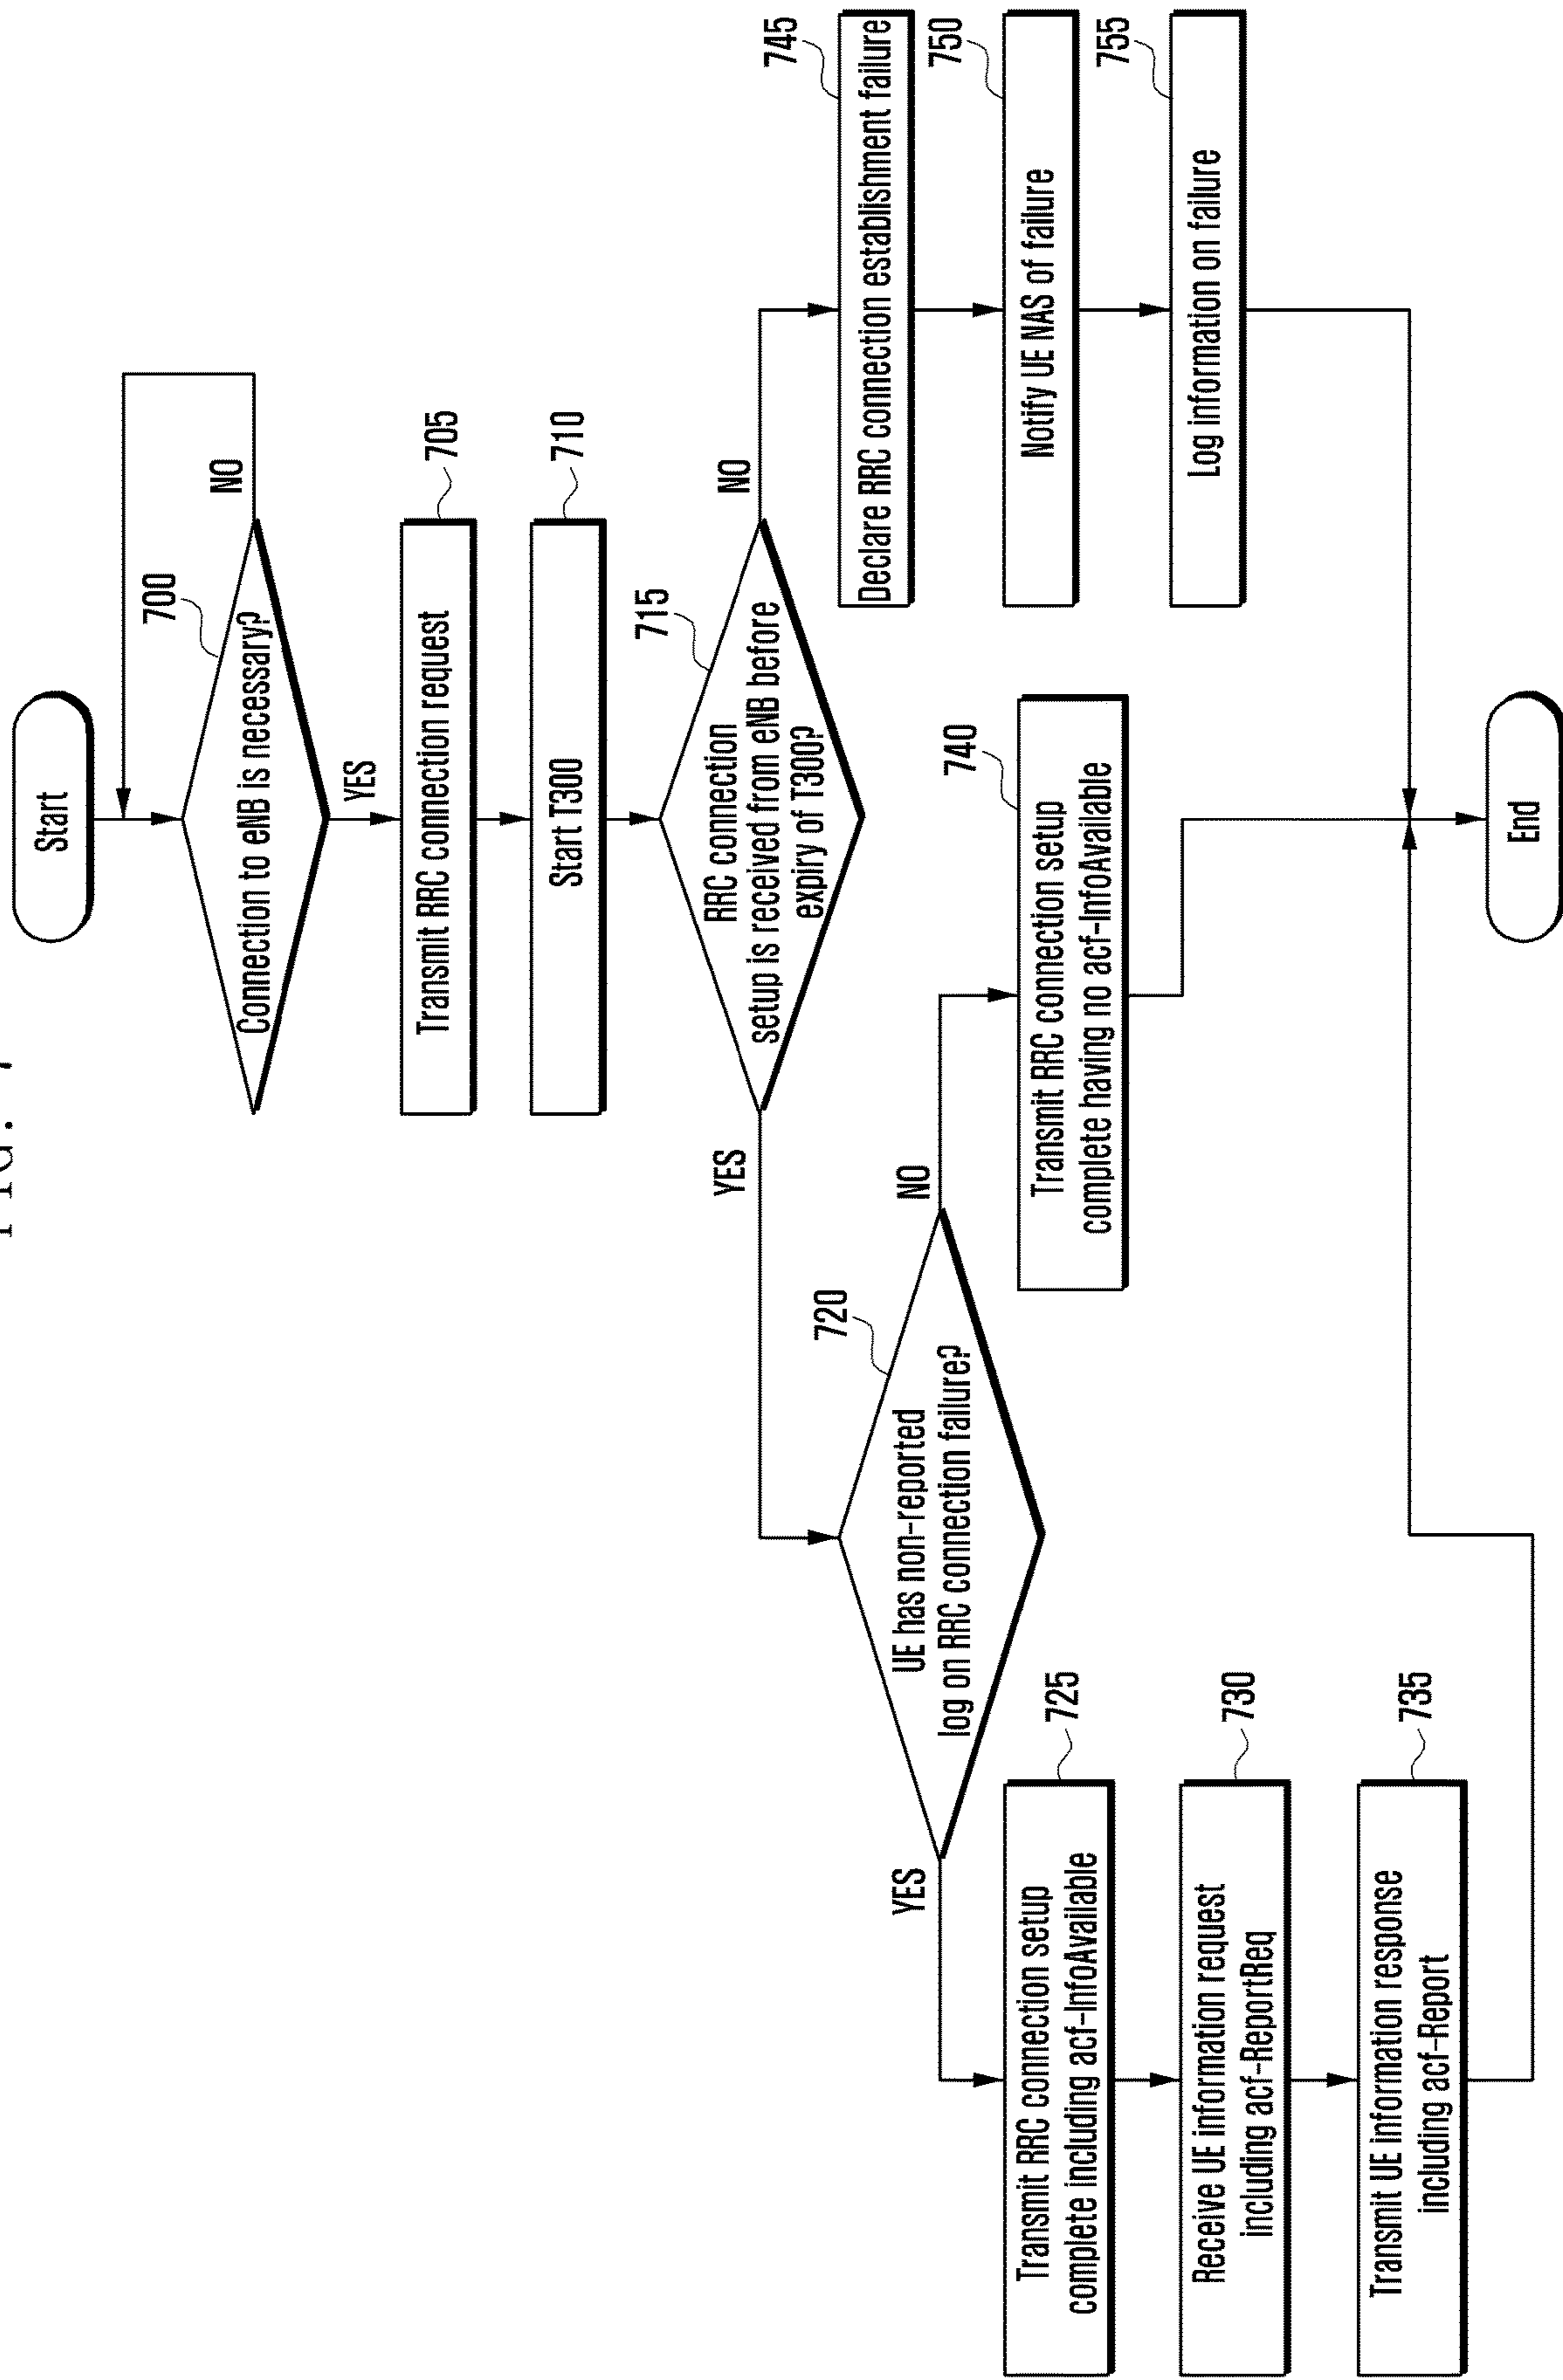 Start
700
Connection to eNB is necessary?
NO
YES
705
Transmit RRC connection request
710
Start T300
715
RRC connection
setup is received from eNB before
expiry of T300?
YES
NO
720
UE has non-reported
log on RRC connection failure?
YES
NO
725
Transmit RRC connection setup
complete including acf-InfoAvailable
730
Receive UE information request
including acf-ReportReq
735
Transmit UE information response
including acf-Report
740
Transmit RRC connection setup
complete having no acf-InfoAvailable
745
Declare RRC connection establishment failure
750
Notify UE NAS of failure
755
Log information on failure
End